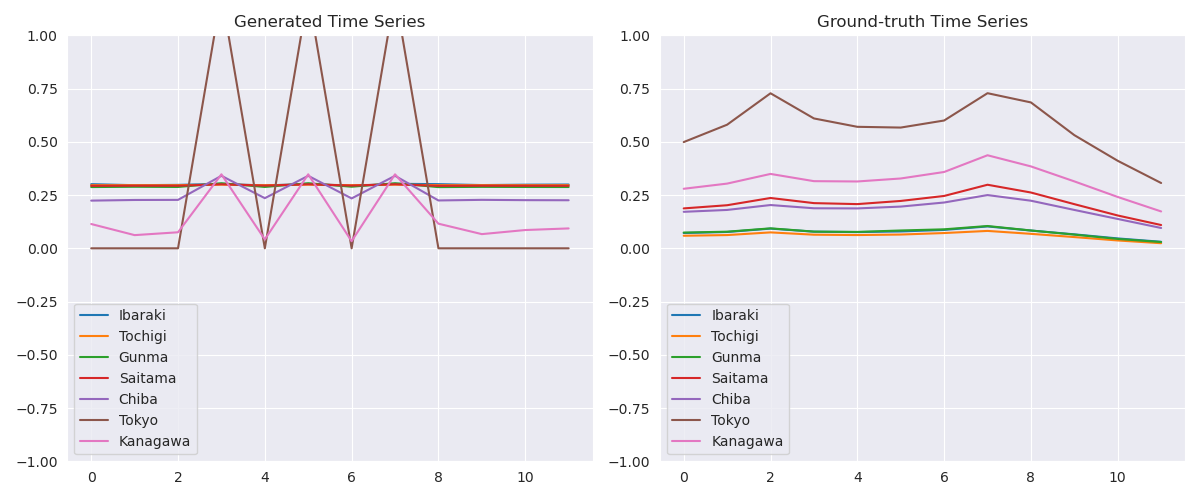 Generated Time Series
1.00
0.75
0.50
0.25
0.00
−0.25
−0.50
−0.75
−1.00
0 2 4 6 8 10
Ibaraki
Tochigi
Gunma
Saitama
Chiba
Tokyo
Kanagawa
Ground-truth Time Series
1.00
0.75
0.50
0.25
0.00
−0.25
−0.50
−0.75
−1.00
0 2 4 6 8 10
Ibaraki
Tochigi
Gunma
Saitama
Chiba
Tokyo
Kanagawa